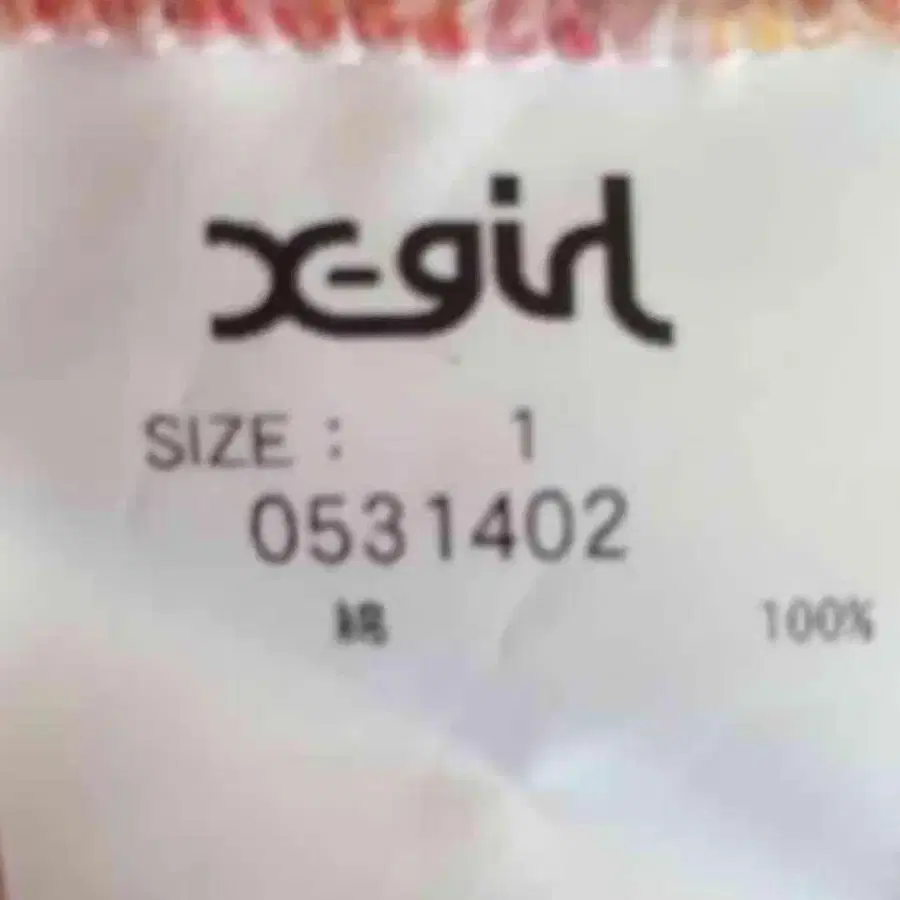 X-girl
SIZE : 1
0531402
綿 100%